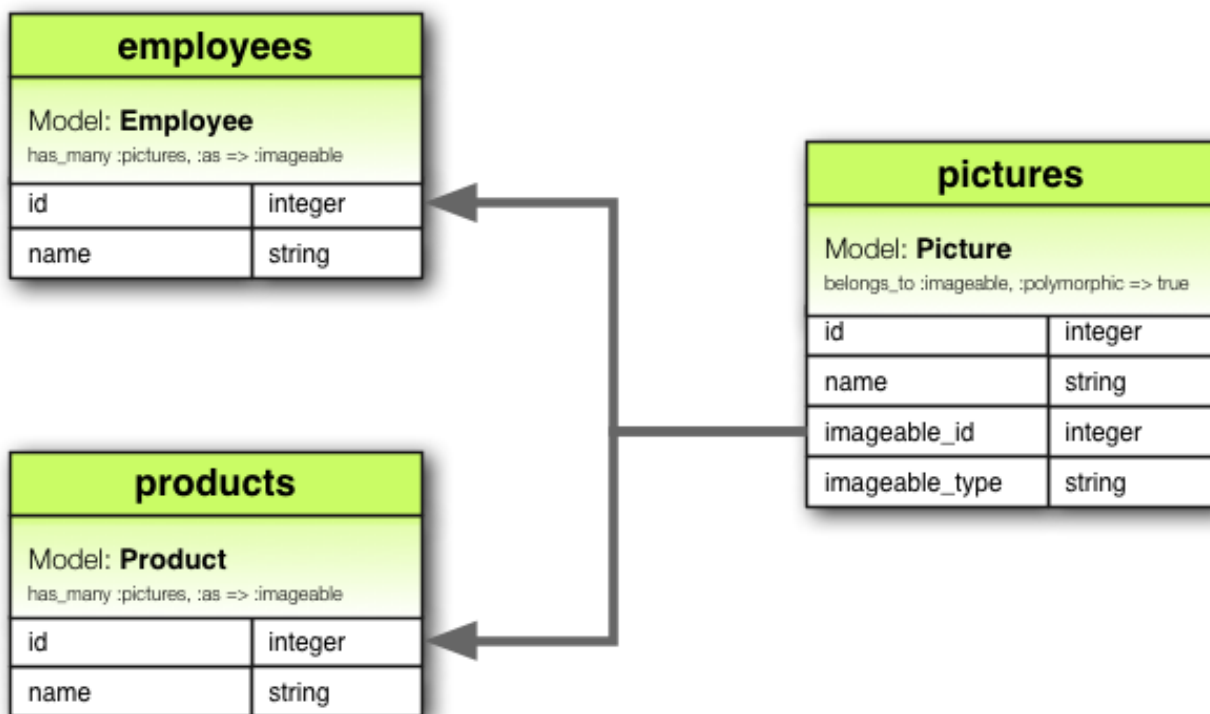 employees
Model: Employee
has_many :pictures, :as => :imageable
id integer
name string
pictures
Model: Picture
belongs_to :imageable, :polymorphic => true
id integer
name string
imageable_id integer
imageable_type string
products
Model: Product
has_many :pictures, :as => :imageable
id integer
name string